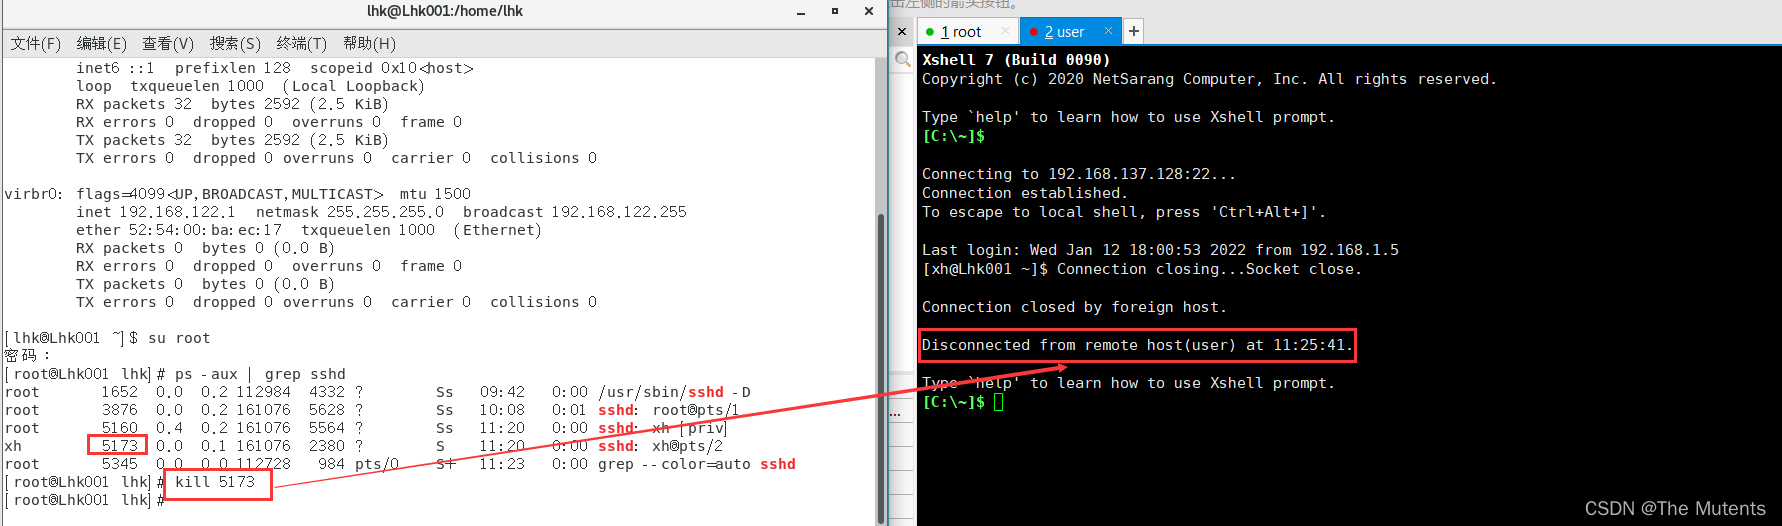 lhk@Lhk001:/home/lhk
文件(F) 编辑(E) 查看(V) 搜索(S) 终端(T) 帮助(H)
inet6 ::1 prefixlen 128 scopeid 0x10<host>
loop txqueuelen 1000 (Local Loopback)
RX packets 32 bytes 2592 (2.5 KiB)
RX errors 0 dropped 0 overruns 0 frame 0
TX packets 32 bytes 2592 (2.5 KiB)
TX errors 0 dropped 0 overruns 0 carrier 0 collisions 0
virbr0: flags=4099<UP,BROADCAST,MULTICAST> mtu 1500
inet 192.168.122.1 netmask 255.255.255.0 broadcast 192.168.122.255
ether 52:54:00:ba:ec:17 txqueuelen 1000 (Ethernet)
RX packets 0 bytes 0 (0.0 B)
RX errors 0 dropped 0 overruns 0 frame 0
TX packets 0 bytes 0 (0.0 B)
TX errors 0 dropped 0 overruns 0 carrier 0 collisions 0
[lhk@Lhk001 ~]$ su root
密码：
[root@Lhk001 lhk]# ps -aux | grep sshd
root 1652 0.0 0.2 112984 4332 ? Ss 09:42 0:00 /usr/sbin/sshd -D
root 3876 0.0 0.2 161076 5628 ? Ss 10:08 0:01 sshd: root@pts/1
root 5160 0.4 0.2 161076 5564 ? Ss 11:20 0:00 sshd: xh [priv]
xh 5173 0.0 0.1 161076 2380 ? S 11:20 0:00 sshd: xh@pts/2
root 5345 0.0 0.0 112728 984 pts/0 S+ 11:23 0:00 grep --color=auto sshd
[root@Lhk001 lhk]# kill 5173
[root@Lhk001 lhk]#
击左侧的箭头按钮。
1 root 2 user
Xshell 7 (Build 0090)
Copyright (c) 2020 NetSarang Computer, Inc. All rights reserved.
Type `help' to learn how to use Xshell prompt.
[C:\~]$
Connecting to 192.168.137.128:22...
Connection established.
To escape to local shell, press 'Ctrl+Alt+]'.
Last login: Wed Jan 12 18:00:53 2022 from 192.168.1.5
[xh@Lhk001 ~]$ Connection closing...Socket close.
Connection closed by foreign host.
Disconnected from remote host(user) at 11:25:41.
Type `help' to learn how to use Xshell prompt.
[C:\~]$
CSDN @The Mutents